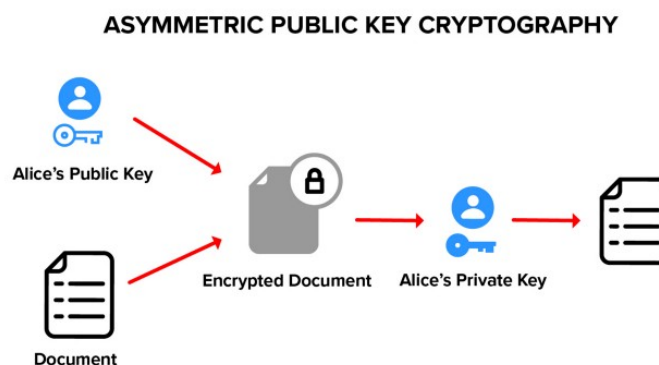 ASYMMETRIC PUBLIC KEY CRYPTOGRAPHY
Alice's Public Key
Encrypted Document
Alice's Private Key
Document